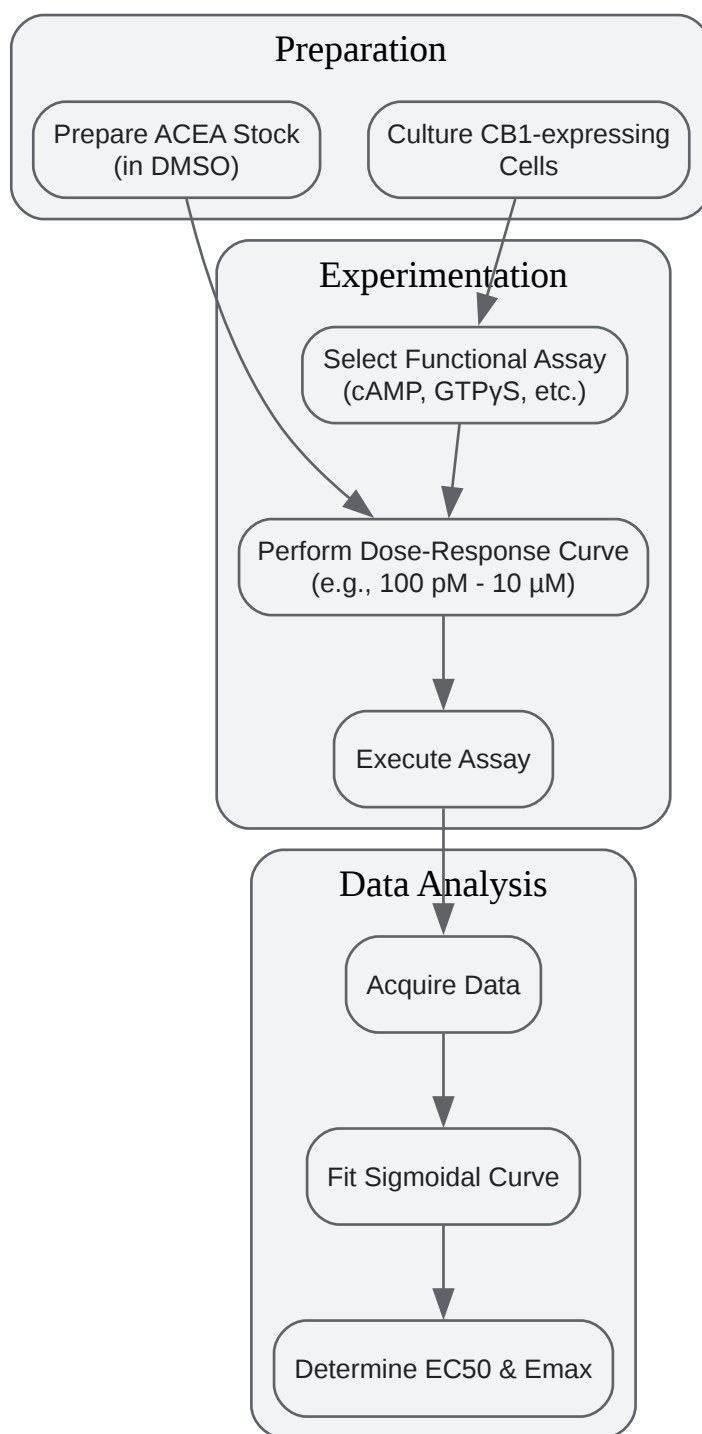 Preparation
Prepare ACEA Stock
(in DMSO)
Culture CB1-expressing
Cells
Experimentation
Select Functional Assay
(cAMP, GTPγS, etc.)
Perform Dose-Response Curve
(e.g., 100 pM - 10 µM)
Execute Assay
Data Analysis
Acquire Data
Fit Sigmoidal Curve
Determine EC50 & Emax